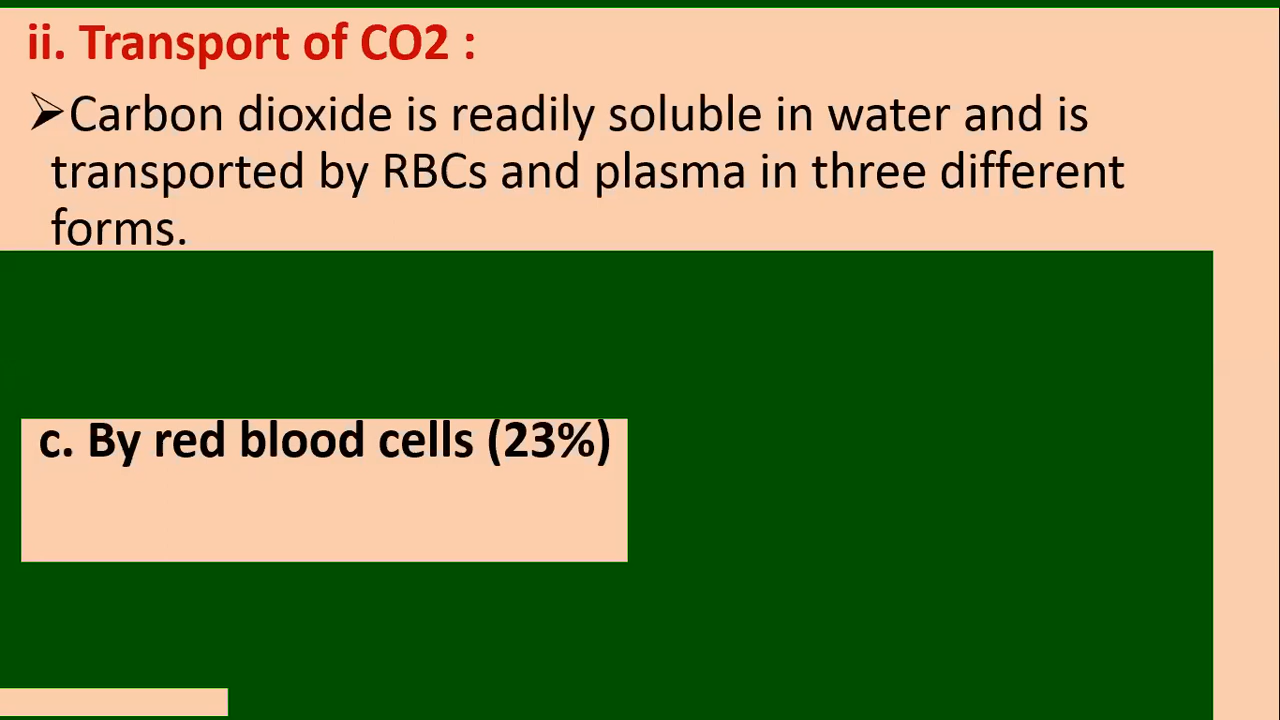 ii. Transport of CO2 :
➢Carbon dioxide is readily soluble in water and is
transported by RBCs and plasma in three different
forms.
c. By red blood cells (23%)